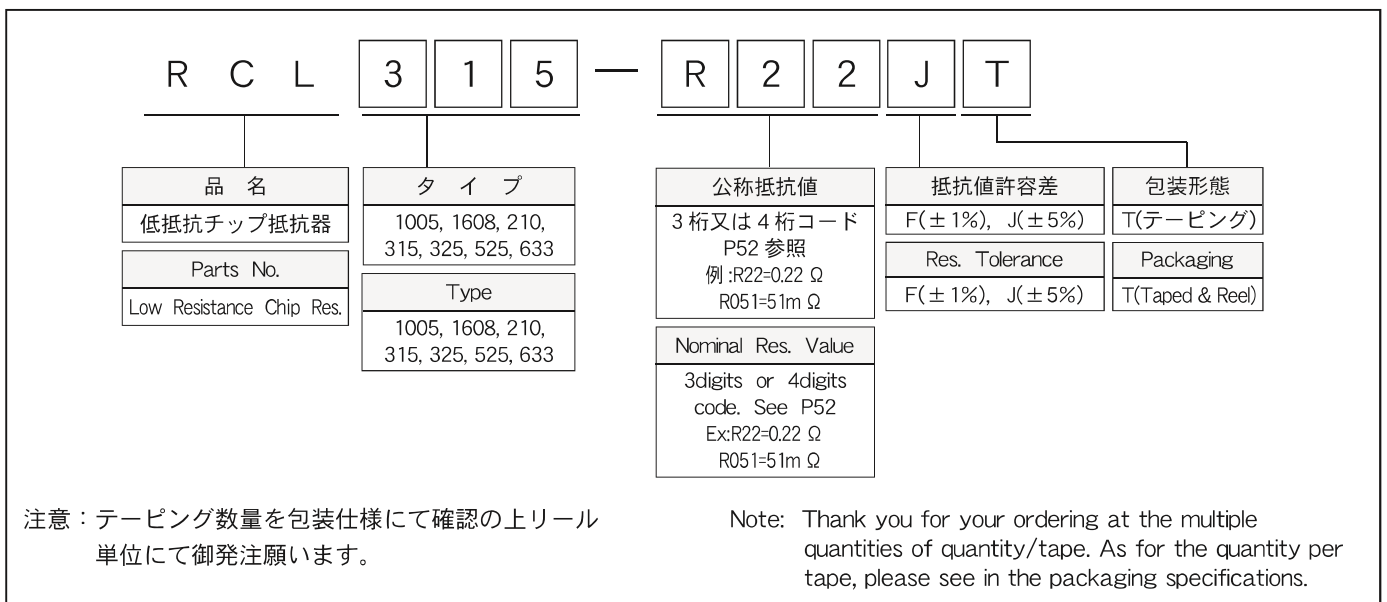 RCL 315 — R22JT
品 名
低抵抗チップ抵抗器
Parts No.
Low Resistance Chip Res.
タ イ プ
1005, 1608, 210,
315, 325, 525, 633
Type
1005, 1608, 210,
315, 325, 525, 633
公称抵抗値
3 桁又は 4 桁コード
P52 参照
例 :R22=0.22 Ω
R051=51m Ω
Nominal Res. Value
3digits or 4digits
code. See P52
Ex:R22=0.22 Ω
R051=51m Ω
抵抗値許容差
F(±1%), J(±5%)
Res. Tolerance
F(±1%), J(±5%)
包装形態
T(テーピング)
Packaging
T(Taped & Reel)
注意：テーピング数量を包装仕様にて確認の上リール
単位にて御発注願います。
Note: Thank you for your ordering at the multiple
quantities of quantity/tape. As for the quantity per
tape, please see in the packaging specifications.